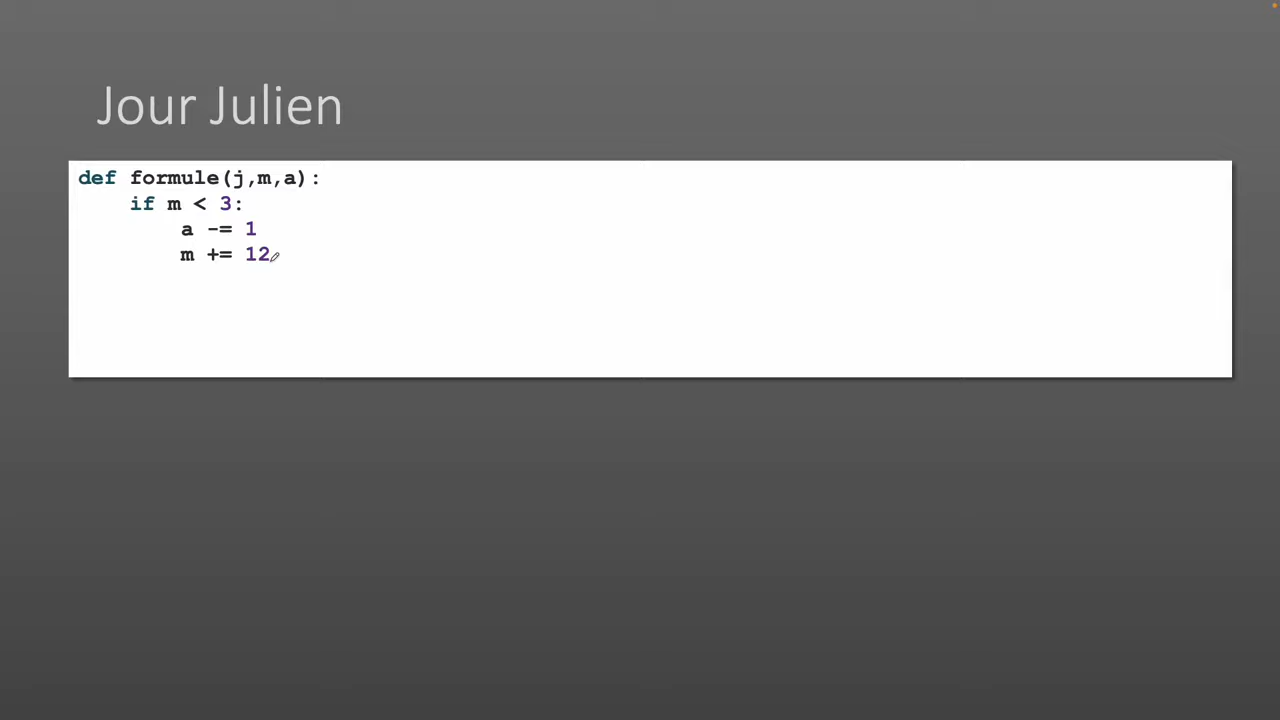 Jour Julien
def formule(j,m,a):
    if m < 3:
        a -= 1
        m += 12